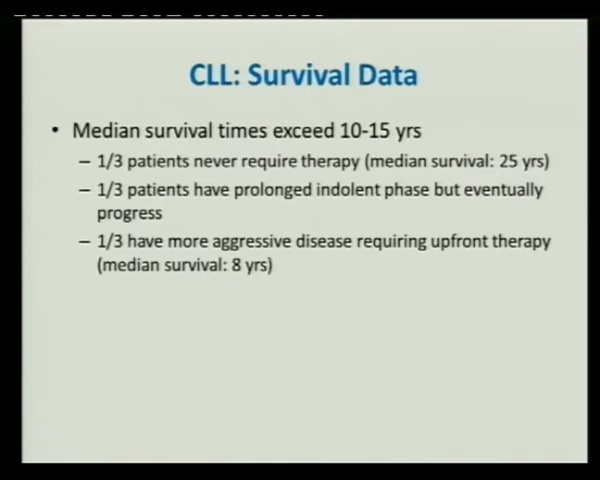 CLL: Survival Data
• Median survival times exceed 10-15 yrs
– 1/3 patients never require therapy (median survival: 25 yrs)
– 1/3 patients have prolonged indolent phase but eventually
progress
– 1/3 have more aggressive disease requiring upfront therapy
(median survival: 8 yrs)